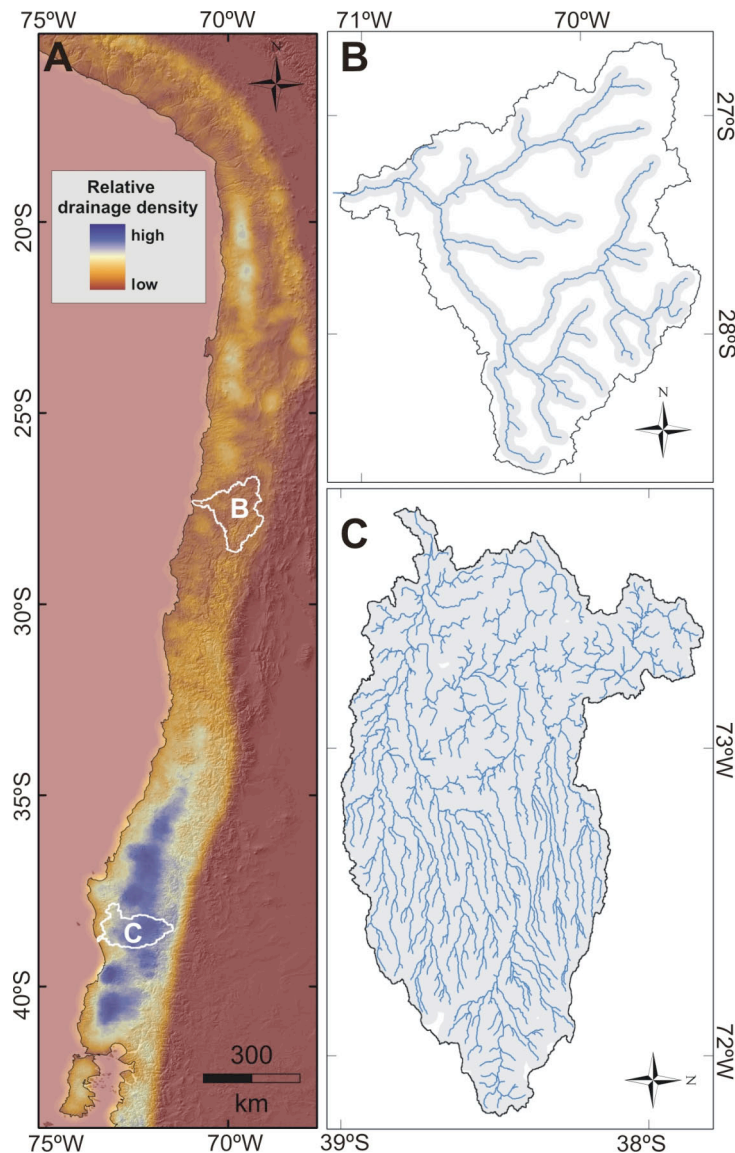 75ºW
70ºW
A
N
Relative
drainage density
high
low
20ºS
25ºS
30ºS
35ºS
40ºS
B
C
300
km
75ºW
70ºW
71ºW
70ºW
B
27ºS
28ºS
N
C
73ºW
72ºW
N
39ºS
38ºS